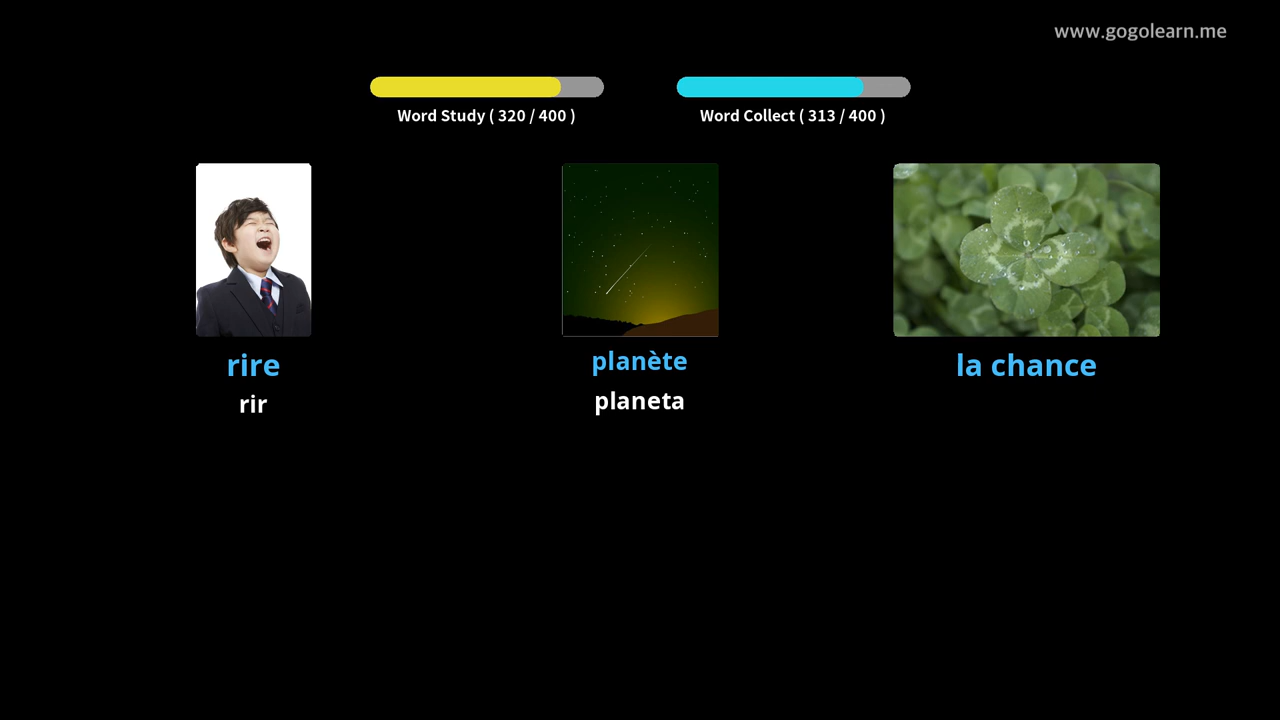 www.gogolearn.me
Word Study ( 320 / 400 )
Word Collect ( 313 / 400 )
rire
rir
planète
planeta
la chance